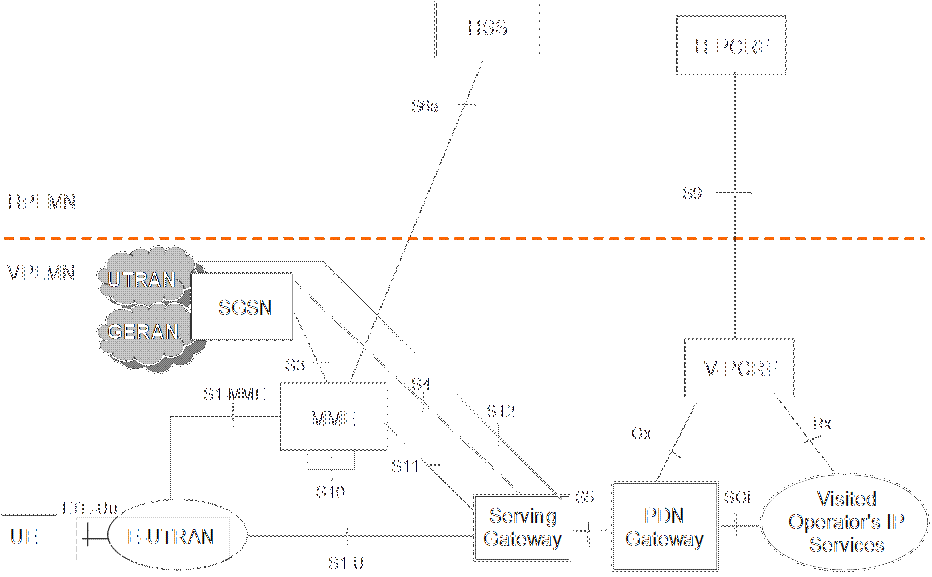 HSS
H-PCRF
S6a
S9
HPLMN
VPLMN
UTRAN
SGSN
GERAN
V-PCRF
S3
S4
S1-MME
MME
S12
Gx
Rx
S11
S10
S5
SGi
LTE-Uu
UE
E-UTRAN
Serving
Gateway
PDN
Gateway
Visited
Operator's IP
Services
S1-U